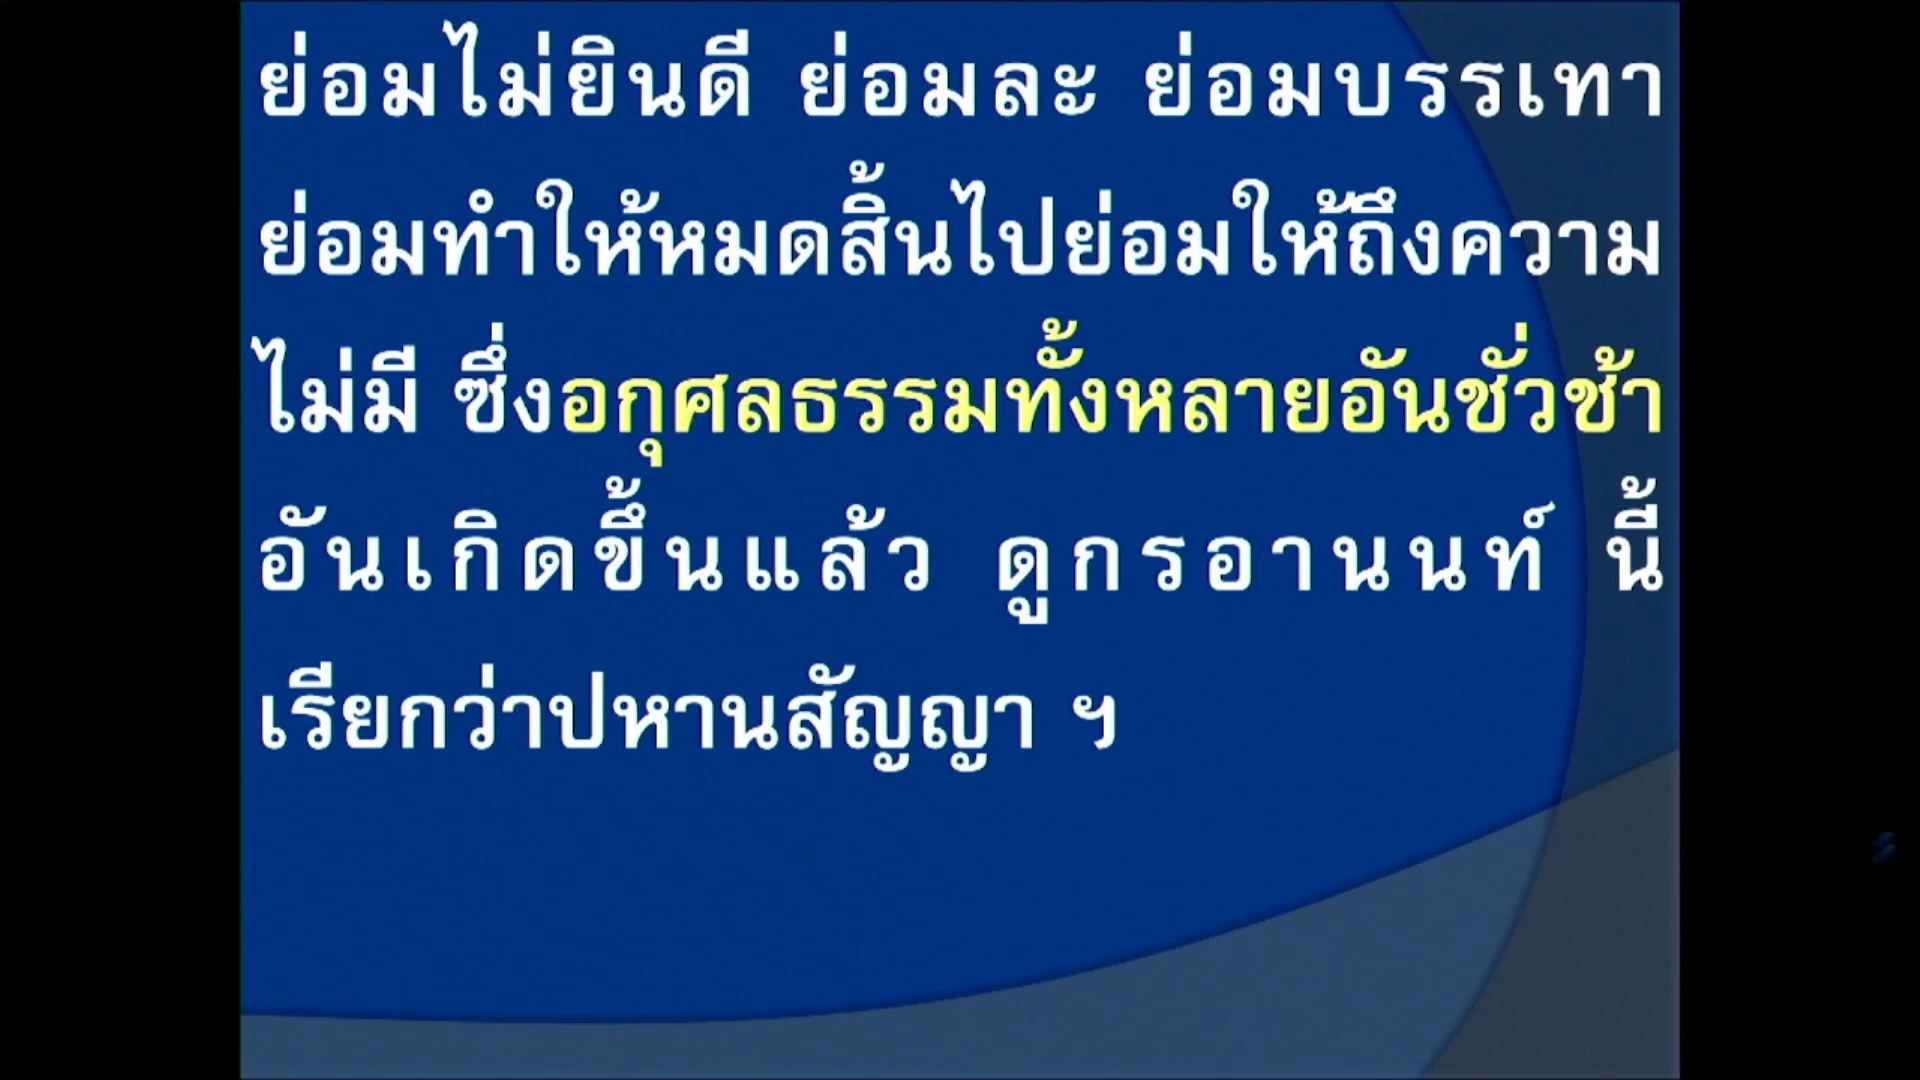 ย่อมไม่ยินดี ย่อมละ ย่อมบรรเทา
ย่อมทำให้หมดสิ้นไปย่อมให้ถึงความ
ไม่มี ซึ่งอกุศลธรรมทั้งหลายอันชั่วช้า
อันเกิดขึ้นแล้ว ดูกรอานนท์ นี้
เรียกว่าปหานสัญญา ฯ